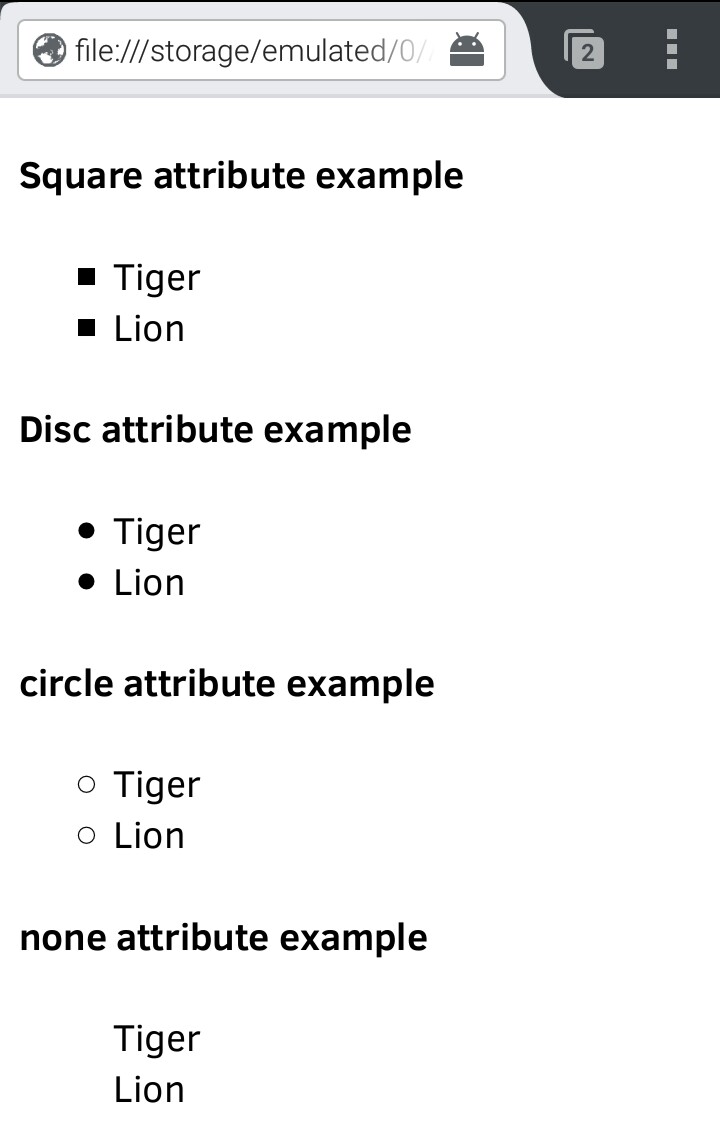 file:///storage/emulated/0/
2
Square attribute example
Tiger
Lion
Disc attribute example
Tiger
Lion
circle attribute example
Tiger
Lion
none attribute example
Tiger
Lion